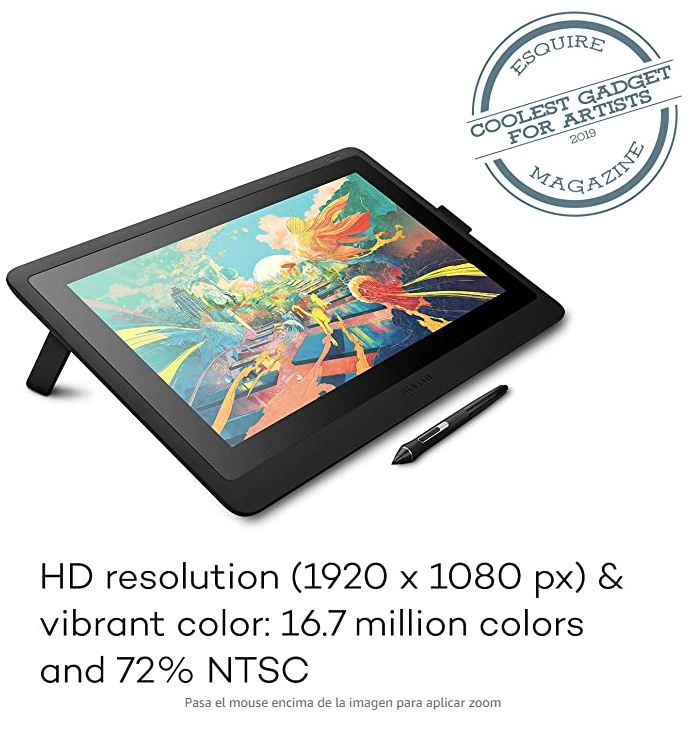 ESQUIRE
COOLEST GADGET
FOR ARTISTS
2019
MAGAZINE
HD resolution (1920 x 1080 px) &
vibrant color: 16.7 million colors
and 72% NTSC
Pasa el mouse encima de la imagen para aplicar zoom